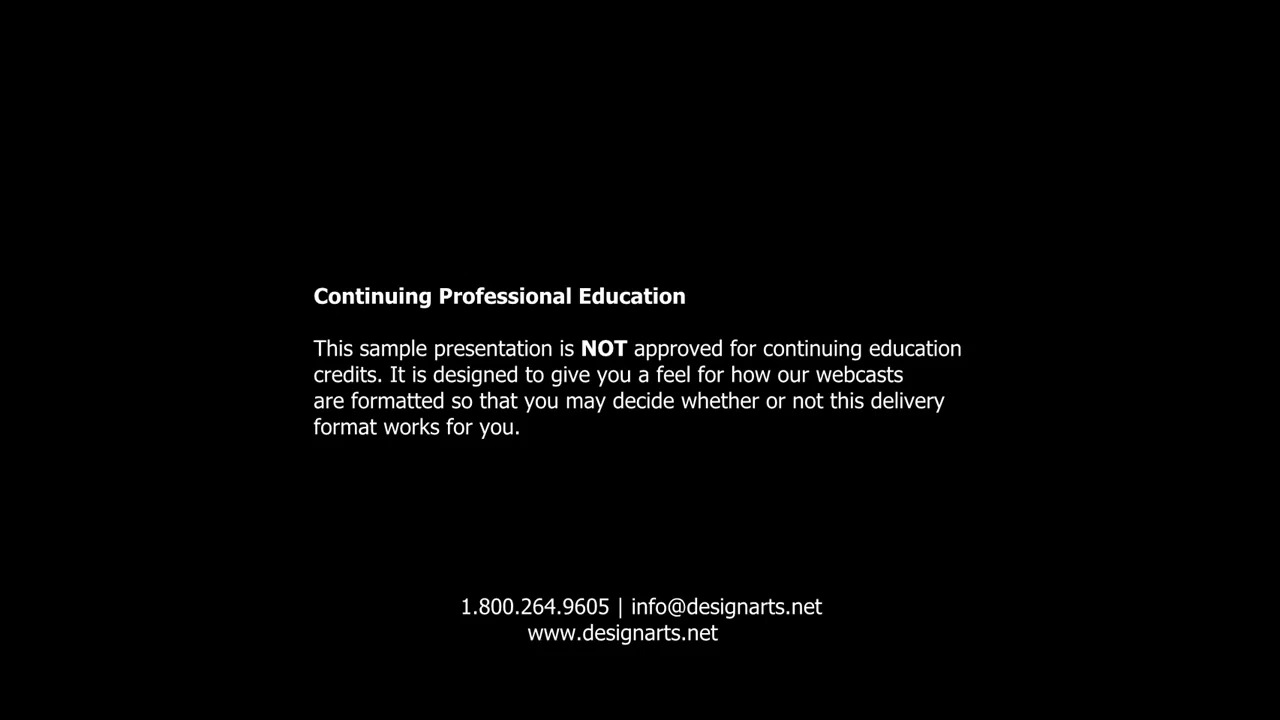 Continuing Professional Education
This sample presentation is NOT approved for continuing education
credits. It is designed to give you a feel for how our webcasts
are formatted so that you may decide whether or not this delivery
format works for you.
1.800.264.9605 | info@designarts.net
www.designarts.net